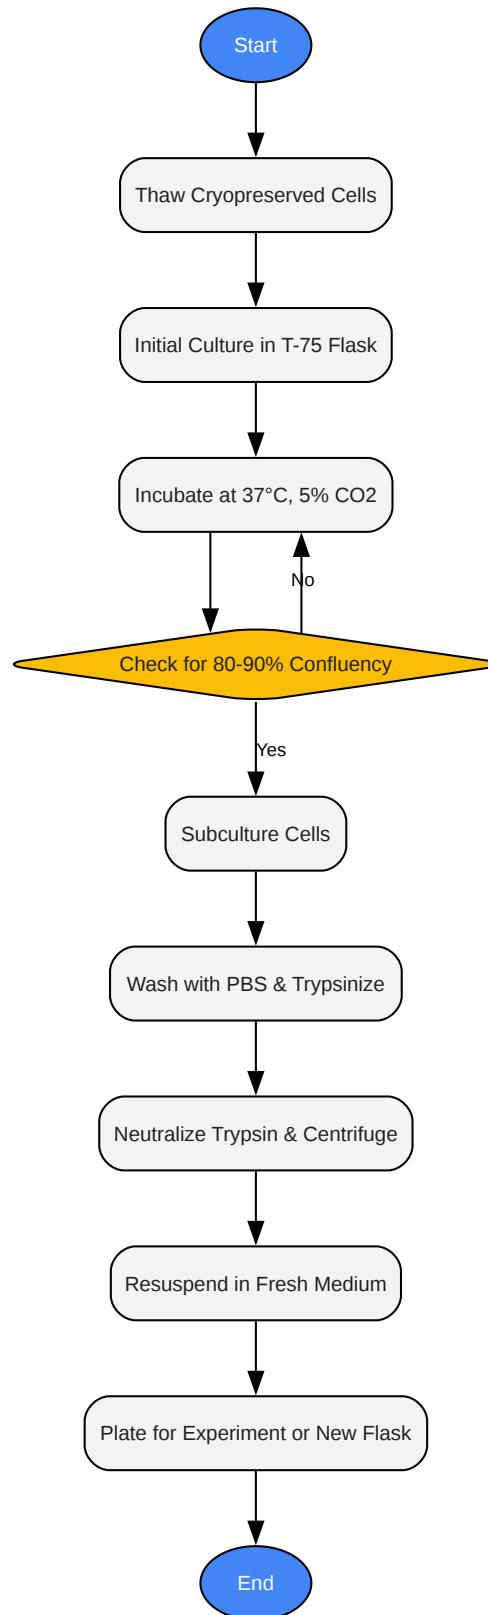 Start
Thaw Cryopreserved Cells
Initial Culture in T-75 Flask
Incubate at 37°C, 5% CO2
No
Check for 80-90% Confluency
Yes
Subculture Cells
Wash with PBS & Trypsinize
Neutralize Trypsin & Centrifuge
Resuspend in Fresh Medium
Plate for Experiment or New Flask
End